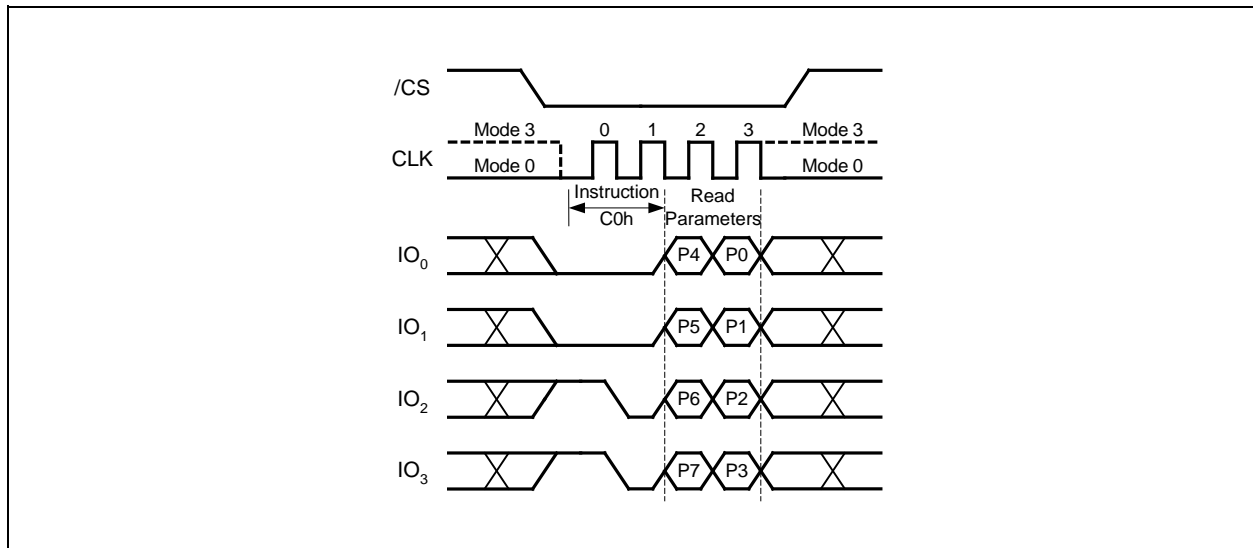 /CS
Mode 3 0 1 2 3 Mode 3
CLK
Mode 0 Mode 0
Instruction Read
C0h Parameters
IO0 P4 P0
IO1 P5 P1
IO2 P6 P2
IO3 P7 P3